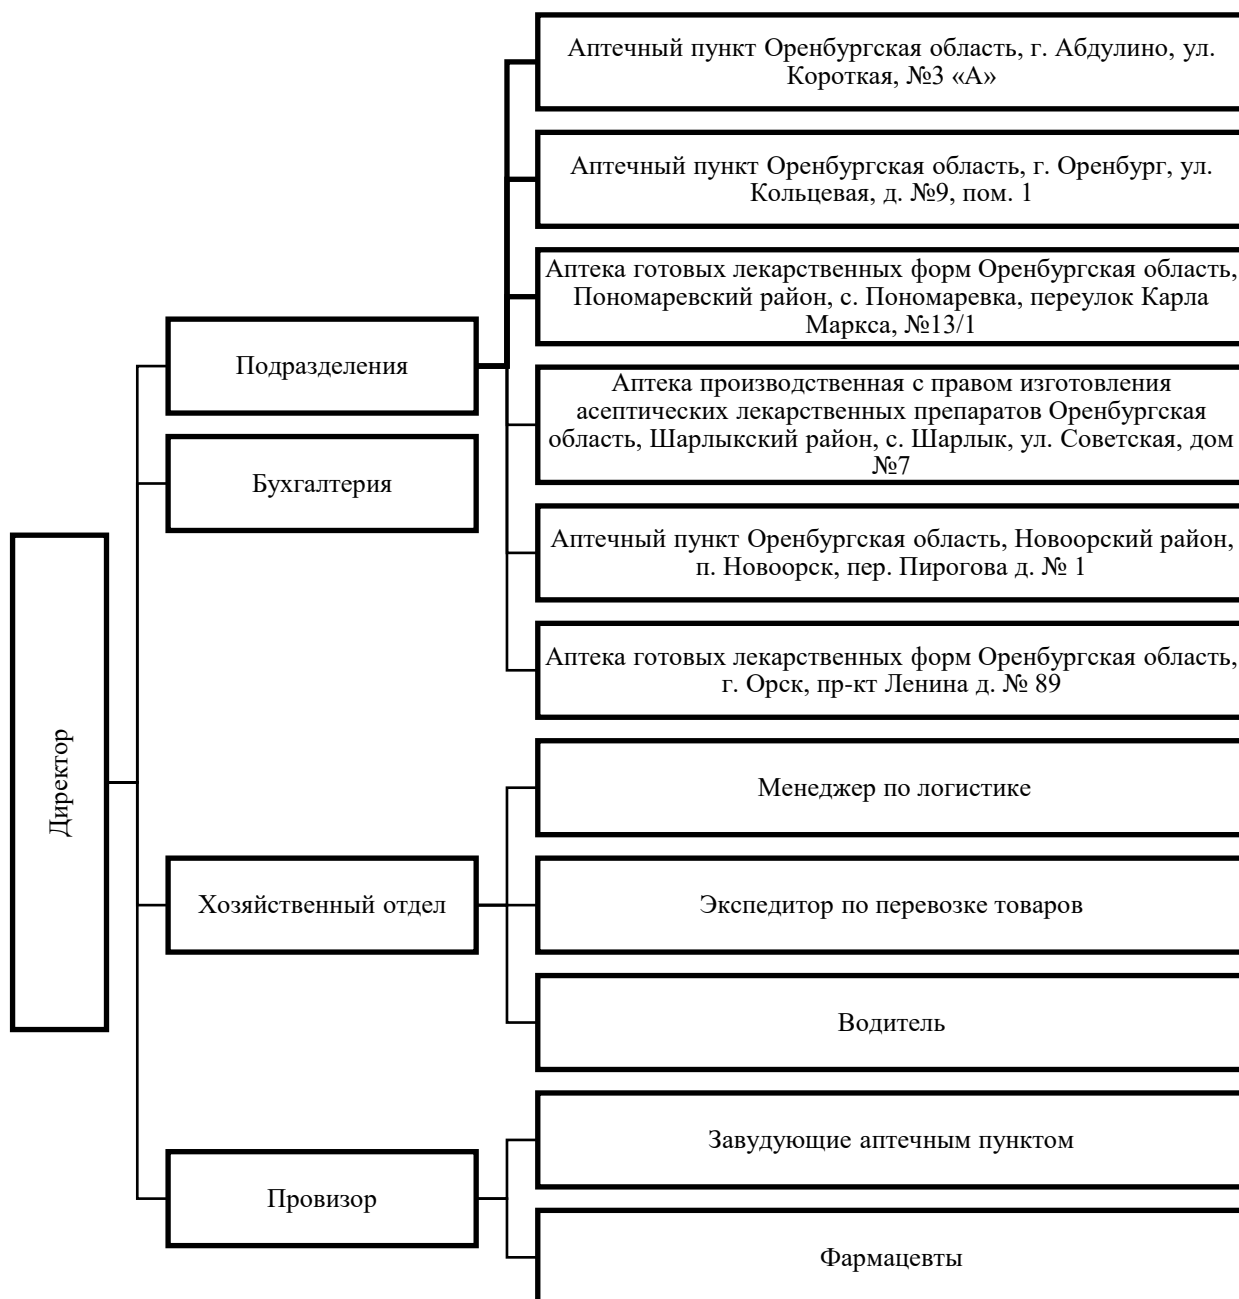 Аптечный пункт Оренбургская область, г. Абдулино, ул.
Короткая, №3 «А»
Аптечный пункт Оренбургская область, г. Оренбург, ул.
Кольцевая, д. №9, пом. 1
Аптека готовых лекарственных форм Оренбургская область,
Пономаревский район, с. Пономаревка, переулок Карла
Маркса, №13/1
Подразделения
Аптека производственная с правом изготовления
асептических лекарственных препаратов Оренбургская
область, Шарлыкский район, с. Шарлык, ул. Советская, дом
№7
Бухгалтерия
Аптечный пункт Оренбургская область, Новоорский район,
п. Новоорск, пер. Пирогова д. № 1
Аптека готовых лекарственных форм Оренбургская область,
г. Орск, пр-кт Ленина д. № 89
Директор
Менеджер по логистике
Хозяйственный отдел
Экспедитор по перевозке товаров
Водитель
Завудующие аптечным пунктом
Провизор
Фармацевты